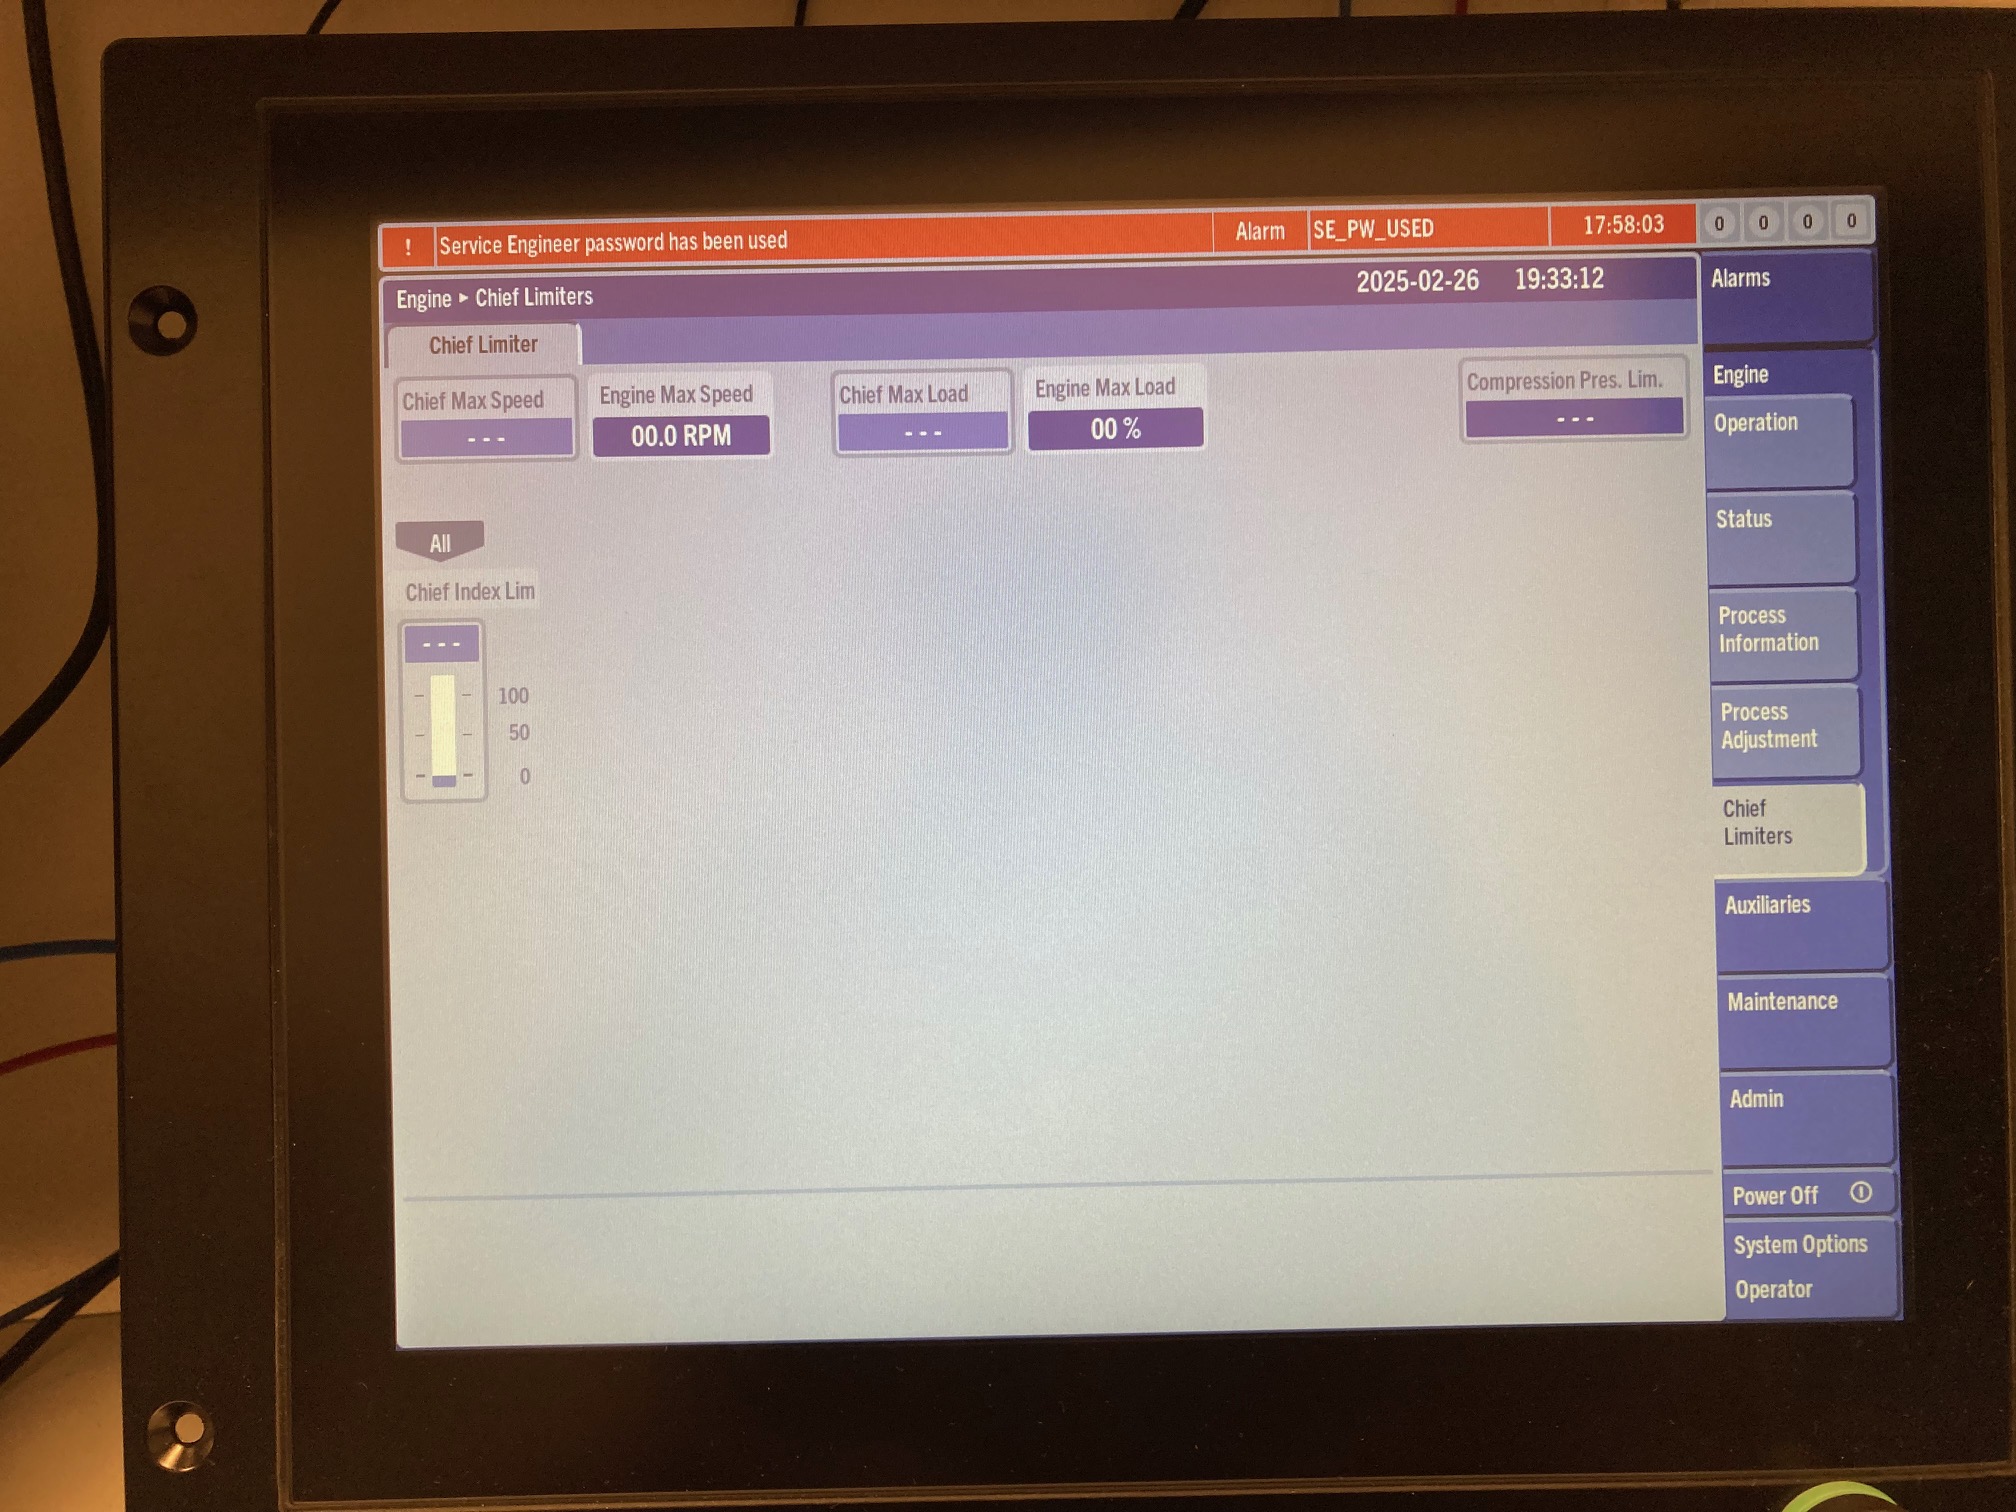 ! Service Engineer password has been used Alarm SE_PW_USED 17:58:03 0 0 0 0
Engine ▸ Chief Limiters 2025-02-26 19:33:12
Chief Limiter
Chief Max Speed
- - -
Engine Max Speed
00.0 RPM
Chief Max Load
- - -
Engine Max Load
00 %
Compression Pres. Lim.
- - -
All
Chief Index Lim
- - -
100
50
0
Alarms
Engine
Operation
Status
Process
Information
Process
Adjustment
Chief
Limiters
Auxiliaries
Maintenance
Admin
Power Off
System Options
Operator